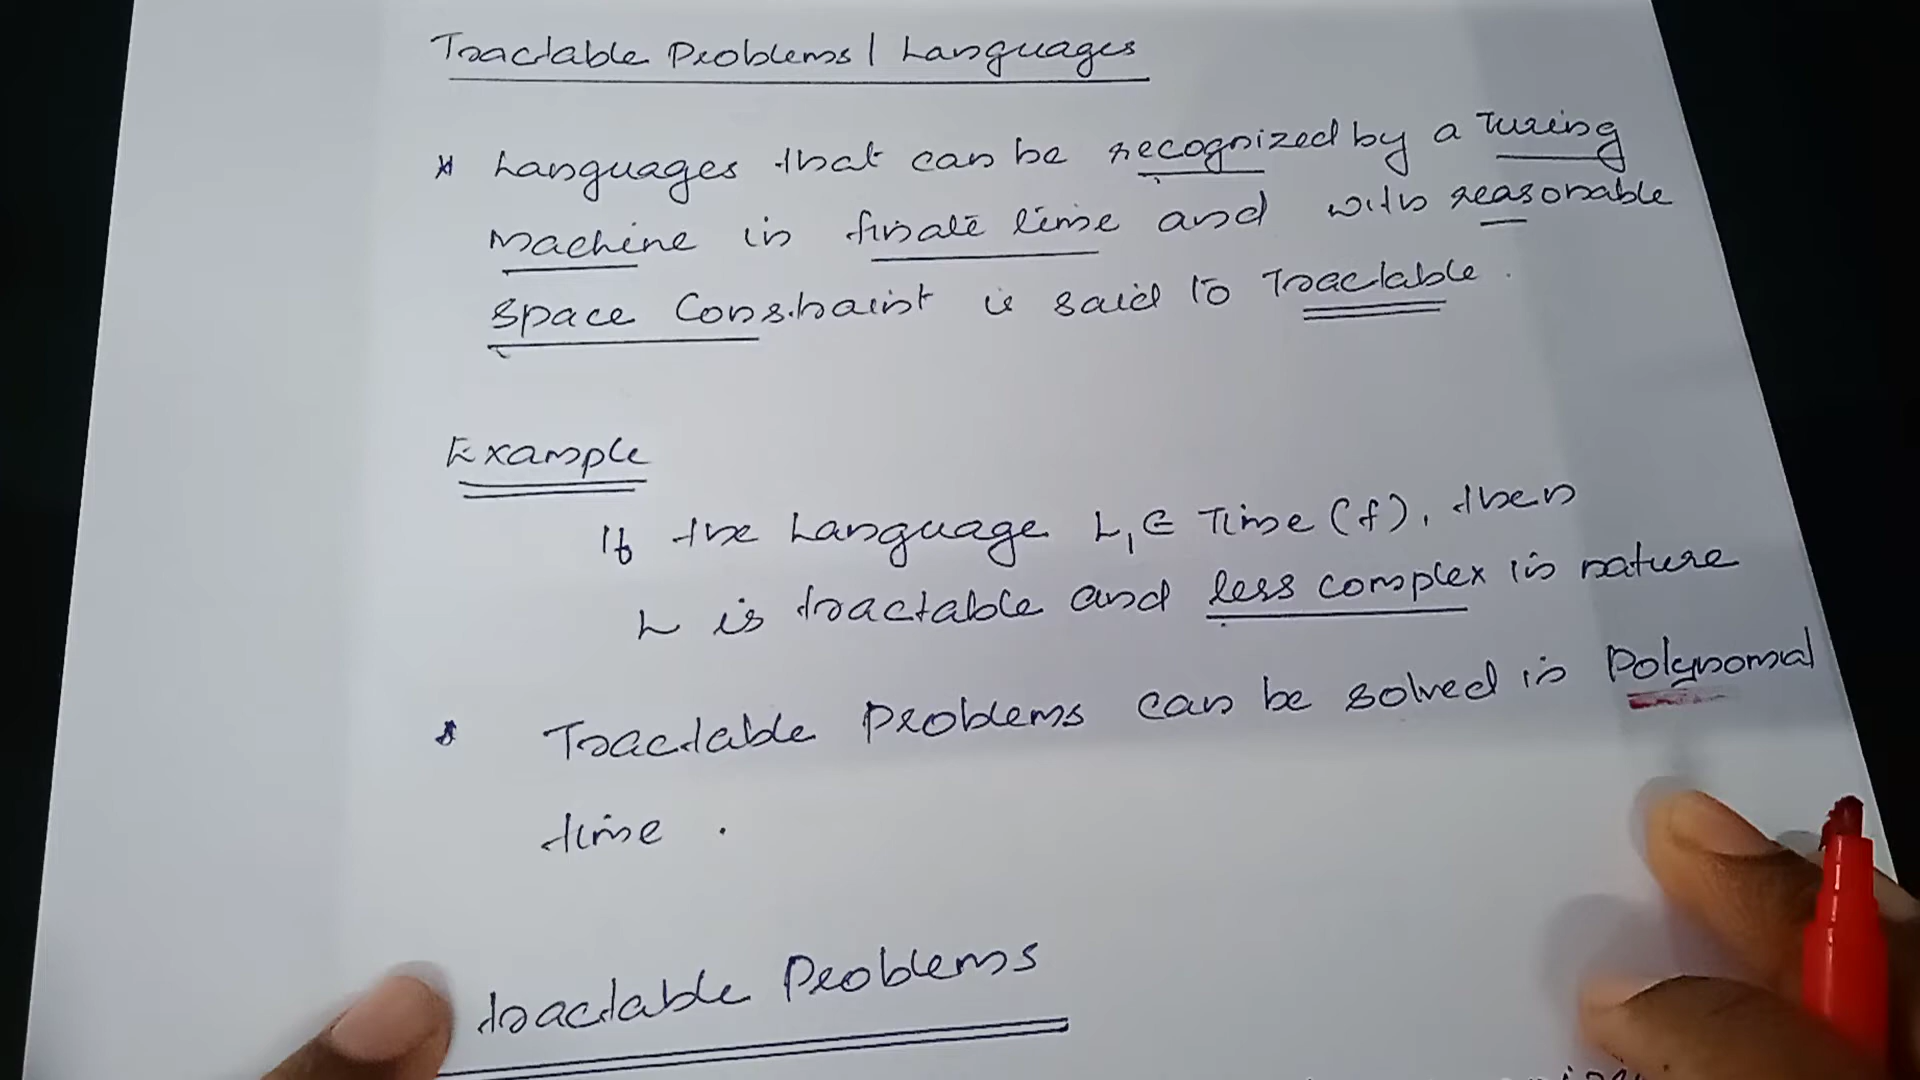 Tractable Problems | Languages
* Languages that can be recognized by a Turing
Machine in finate time and with reasonable
space Constraint is said to Tractable.
Example
If the Language L₁ ∈ Time (f), then
L is tractable and less complex in nature
* Tractable Problems can be solved in Polynomal
time.
tractable Problems